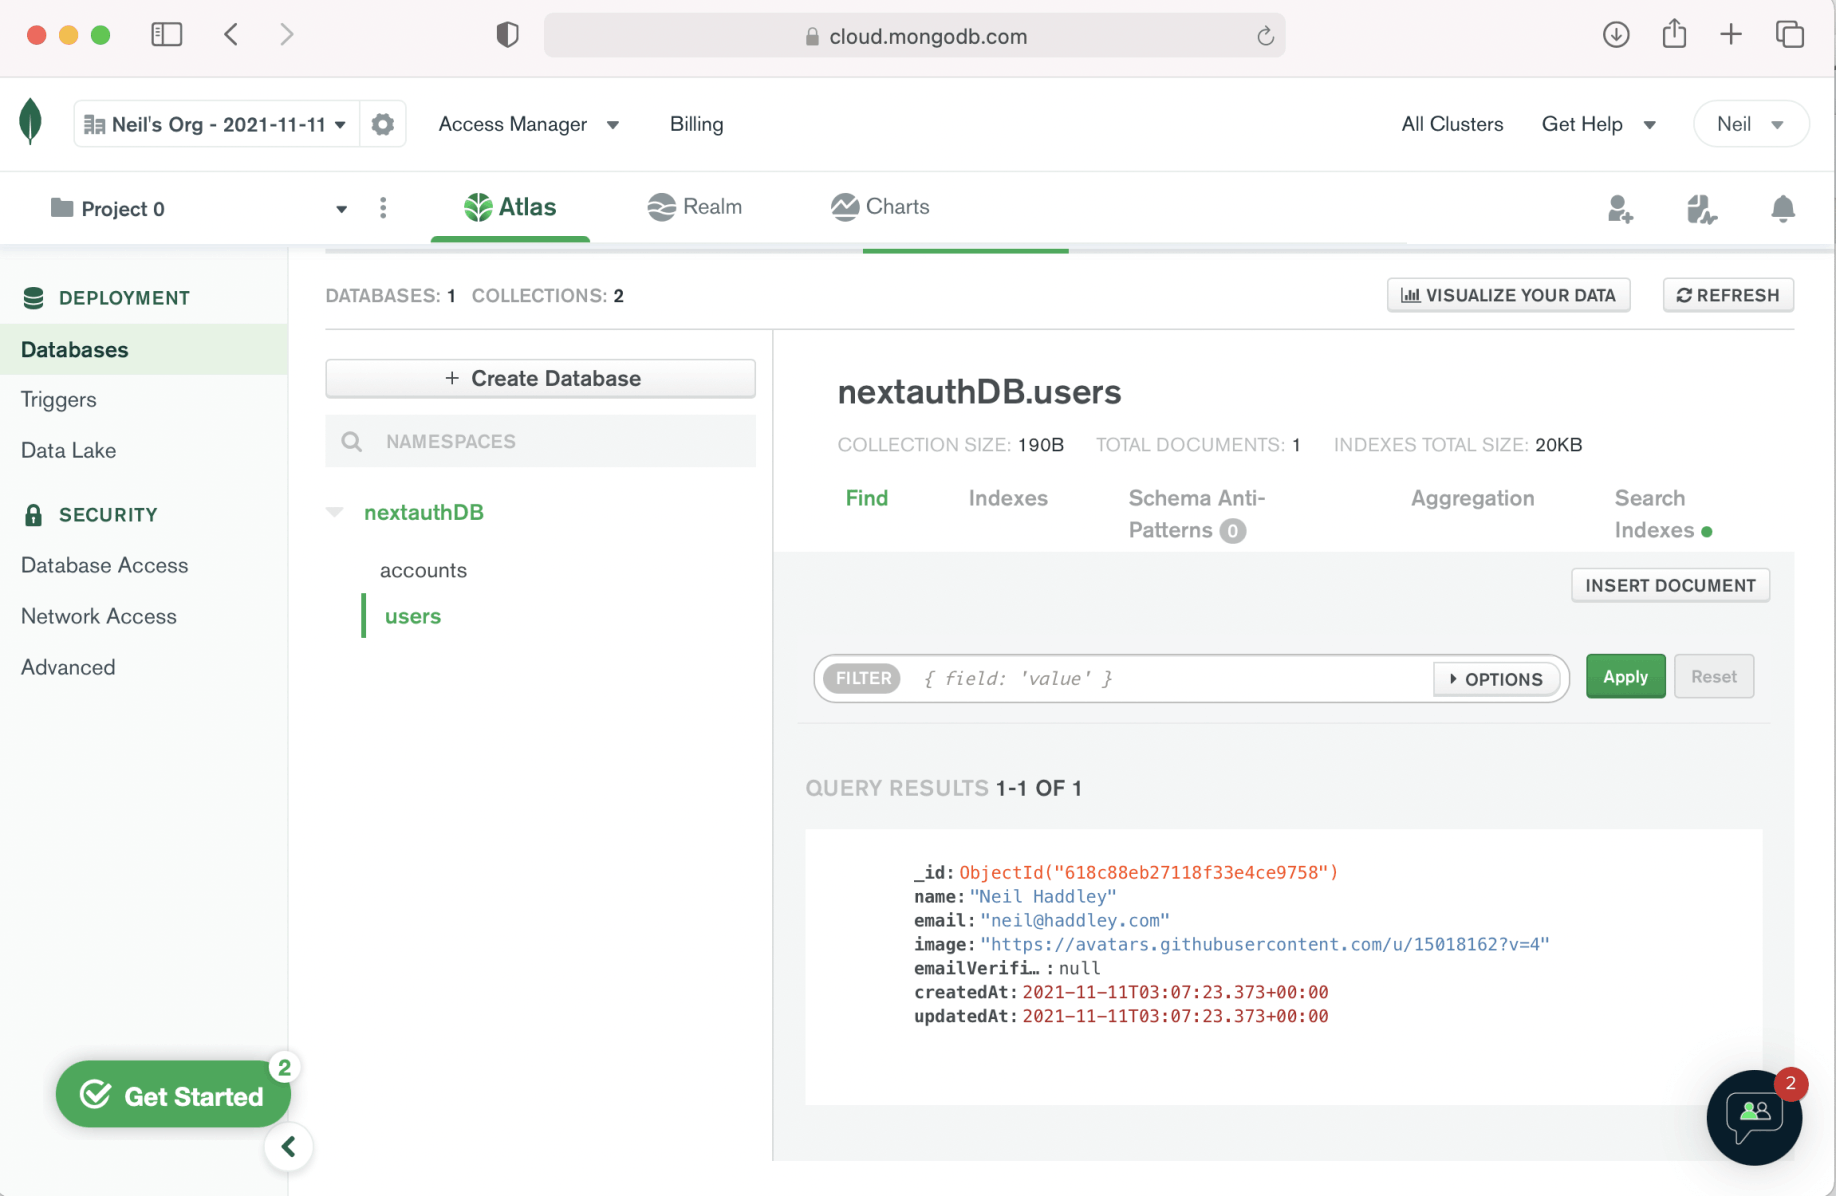 cloud.mongodb.com
Neil's Org - 2021-11-11
Access Manager
Billing
All Clusters
Get Help
Neil
Project 0
Atlas
Realm
Charts
DEPLOYMENT
Databases
Triggers
Data Lake
SECURITY
Database Access
Network Access
Advanced
Get Started
2
DATABASES: 1 COLLECTIONS: 2
VISUALIZE YOUR DATA
REFRESH
+ Create Database
NAMESPACES
nextauthDB
accounts
users
nextauthDB.users
COLLECTION SIZE: 190B TOTAL DOCUMENTS: 1 INDEXES TOTAL SIZE: 20KB
Find
Indexes
Schema Anti-
Patterns 0
Aggregation
Search
Indexes
INSERT DOCUMENT
FILTER { field: 'value' }
OPTIONS
Apply
Reset
QUERY RESULTS 1-1 OF 1
_id: ObjectId("618c88eb27118f33e4ce9758")
name: "Neil Haddley"
email: "neil@haddley.com"
image: "https://avatars.githubusercontent.com/u/15018162?v=4"
emailVerifi… : null
createdAt: 2021-11-11T03:07:23.373+00:00
updatedAt: 2021-11-11T03:07:23.373+00:00
2